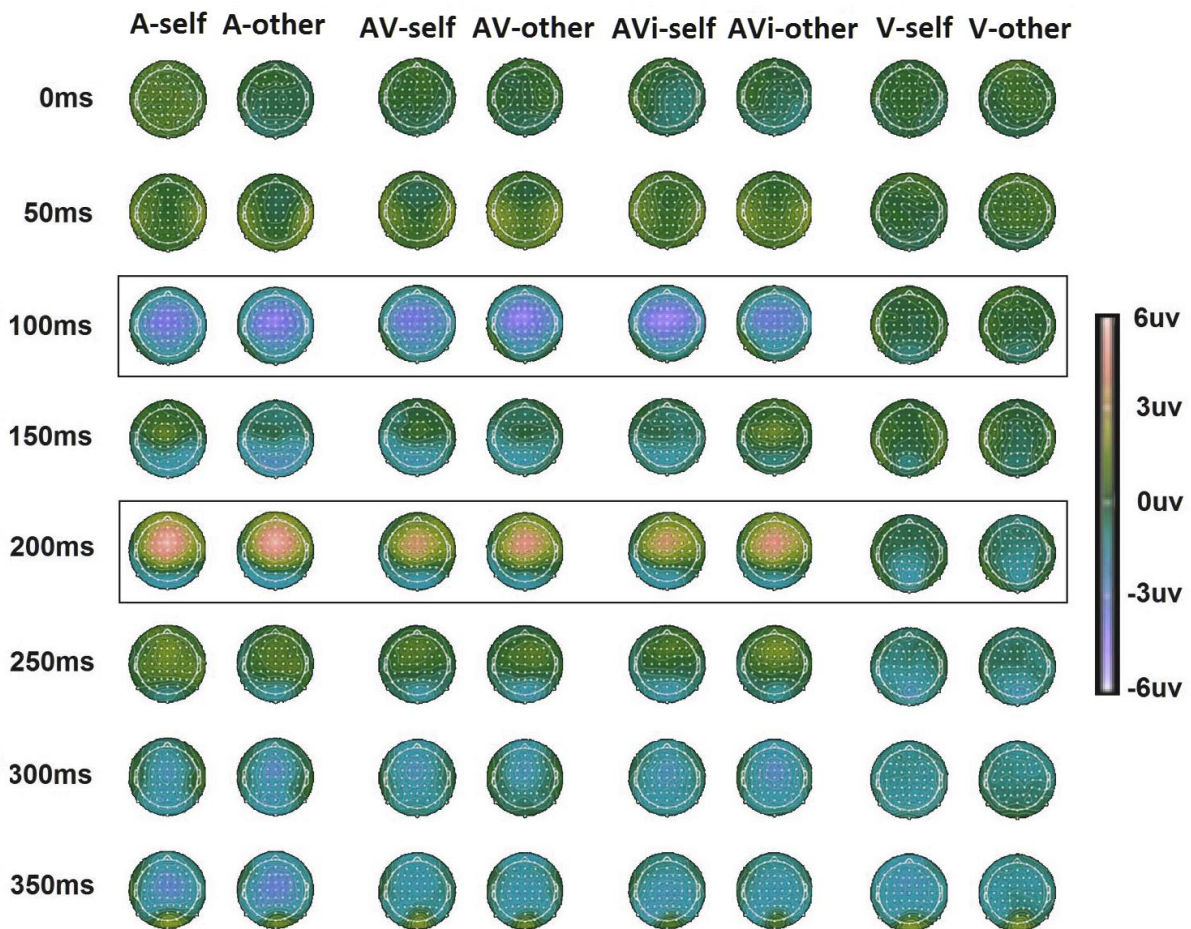 A-self A-other AV-self AV-other AVi-self AVi-other V-self V-other
0ms
50ms
100ms
150ms
200ms
250ms
300ms
350ms
6uv
3uv
0uv
-3uv
-6uv